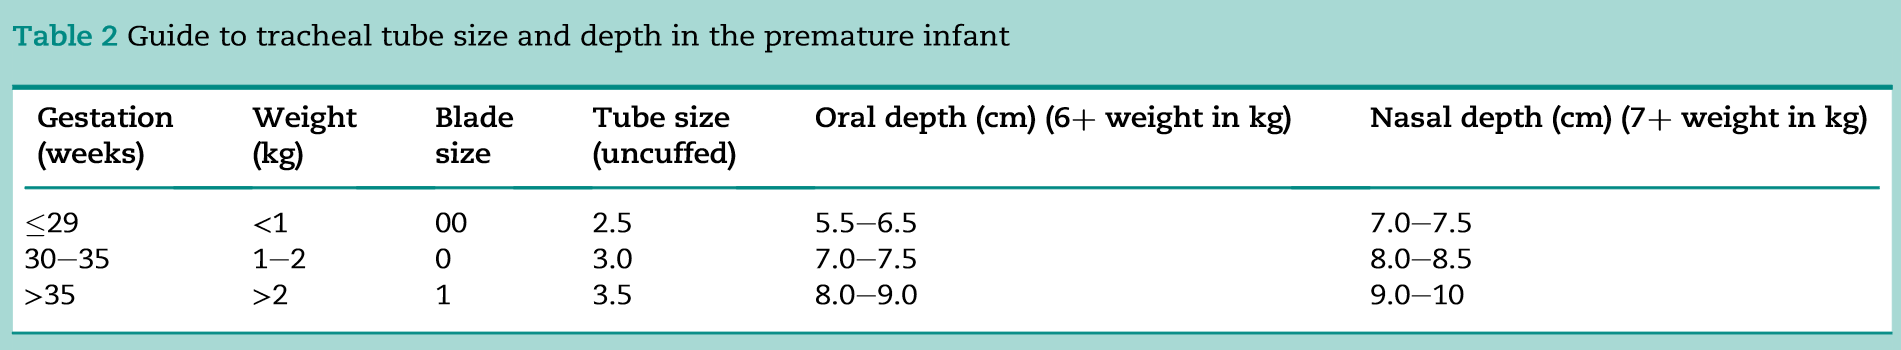 Table 2 Guide to tracheal tube size and depth in the premature infant
Gestation (weeks) Weight (kg) Blade size Tube size (uncuffed) Oral depth (cm) (6+ weight in kg) Nasal depth (cm) (7+ weight in kg)
≤29 <1 00 2.5 5.5–6.5 7.0–7.5
30–35 1–2 0 3.0 7.0–7.5 8.0–8.5
>35 >2 1 3.5 8.0–9.0 9.0–10